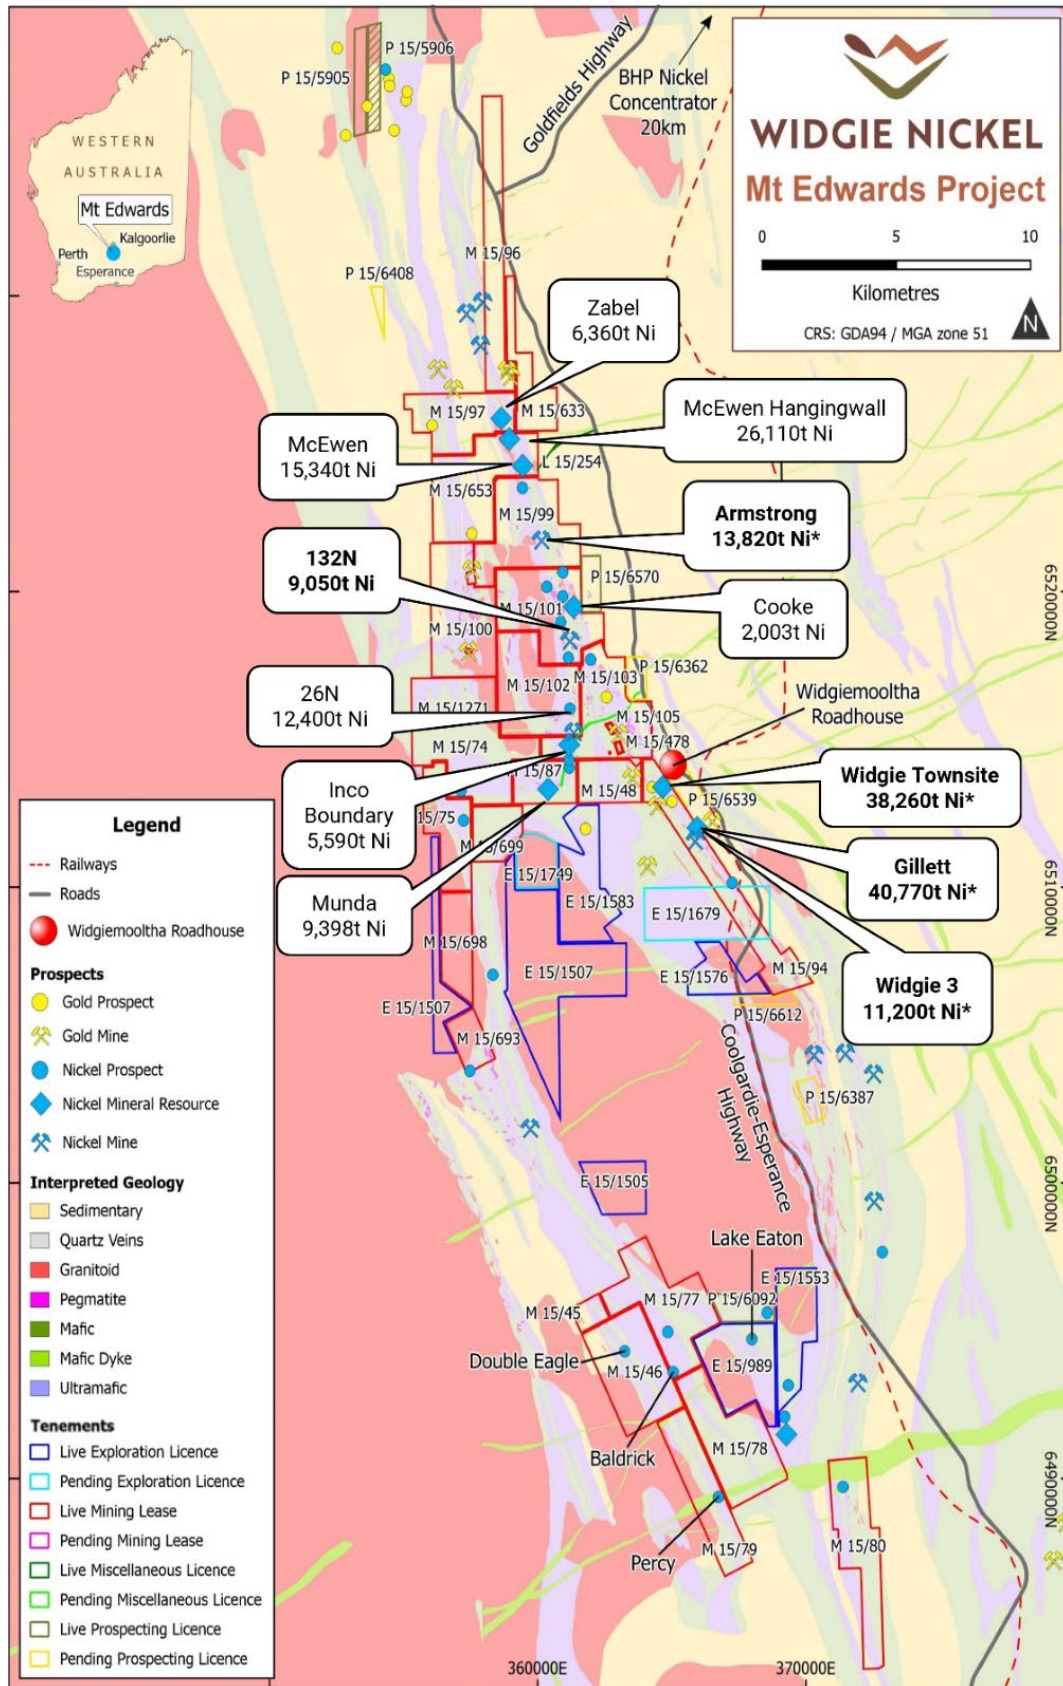 P 15/5906
P 15/5905
Goldfields Highway
BHP Nickel
Concentrator
20km
WIDGIE NICKEL
Mt Edwards Project
0
5
10
Kilometres
CRS: GDA94 / MGA zone 51
N
WESTERN
AUSTRALIA
Mt Edwards
Kalgoorlie
Perth
Esperance
P 15/6408
M 15/96
Zabel
6,360t Ni
M 15/97
M 15/633
McEwen Hangingwall
26,110t Ni
McEwen
15,340t Ni
L 15/254
M 15/653
M 15/99
Armstrong
13,820t Ni*
132N
9,050t Ni
P 15/6570
6520000N
M 15/101
Cooke
2,003t Ni
M 15/100
P 15/6362
M 15/103
M 15/102
26N
12,400t Ni
M 15/1271
M 15/105
Widgiemooltha
Roadhouse
M 15/478
M 15/74
M 15/87
M 15/48
Widgie Townsite
38,260t Ni*
P 15/6539
Inco
Boundary
5,590t Ni
15/75
M 15/699
Gillett
40,770t Ni*
E 15/1749
Munda
9,398t Ni
E 15/1583
E 15/1679
6510000N
M 15/698
E 15/1507
E 15/1576
M 15/94
Widgie 3
11,200t Ni*
E 15/1507
P 15/6612
M 15/693
Coolgardie-Esperance
Highway
P 15/6387
E 15/1505
6500000N
Lake Eaton
E 15/1553
M 15/77
P 15/6092
M 15/45
Double Eagle
M 15/46
E 15/989
Baldrick
M 15/78
6490000N
Percy
M 15/79
M 15/80
360000E
370000E
Legend
Railways
Roads
Widgiemooltha Roadhouse
Prospects
Gold Prospect
Gold Mine
Nickel Prospect
Nickel Mineral Resource
Nickel Mine
Interpreted Geology
Sedimentary
Quartz Veins
Granitoid
Pegmatite
Mafic
Mafic Dyke
Ultramafic
Tenements
Live Exploration Licence
Pending Exploration Licence
Live Mining Lease
Pending Mining Lease
Live Miscellaneous Licence
Pending Miscellaneous Licence
Live Prospecting Licence
Pending Prospecting Licence